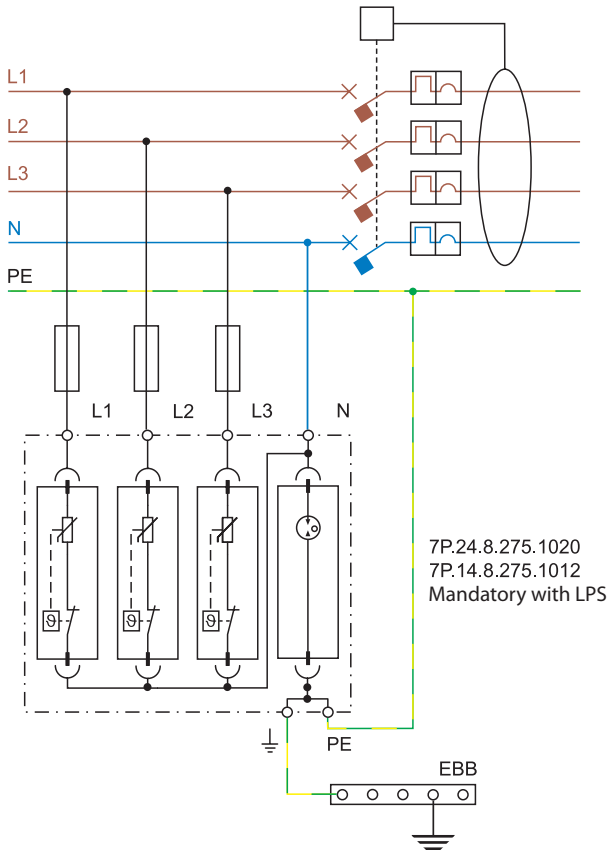 L1
L2
L3
N
PE
L1 L2 L3 N
ϑ ϑ ϑ
7P.24.8.275.1020
7P.14.8.275.1012
Mandatory with LPS
PE
EBB